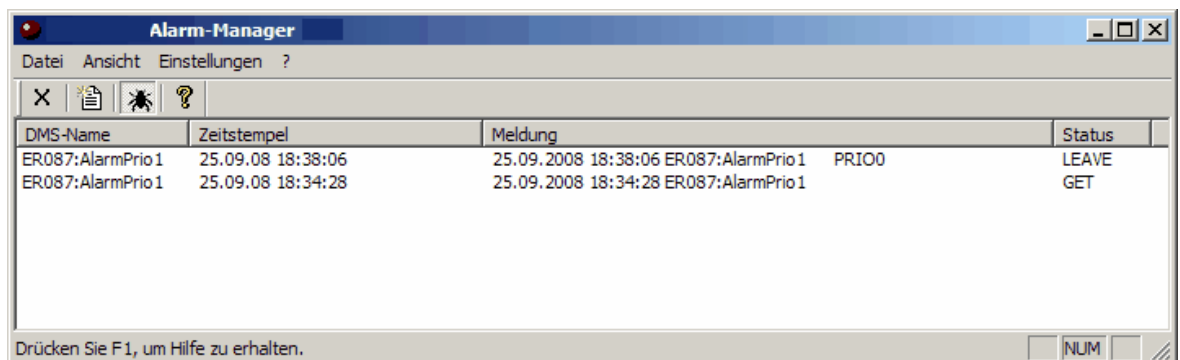 Alarm-Manager
Datei Ansicht Einstellungen ?
DMS-Name Zeitstempel Meldung Status
ER087:AlarmPrio1 25.09.08 18:38:06 25.09.2008 18:38:06 ER087:AlarmPrio1 PRIO0 LEAVE
ER087:AlarmPrio1 25.09.08 18:34:28 25.09.2008 18:34:28 ER087:AlarmPrio1 GET
Drücken Sie F1, um Hilfe zu erhalten. NUM